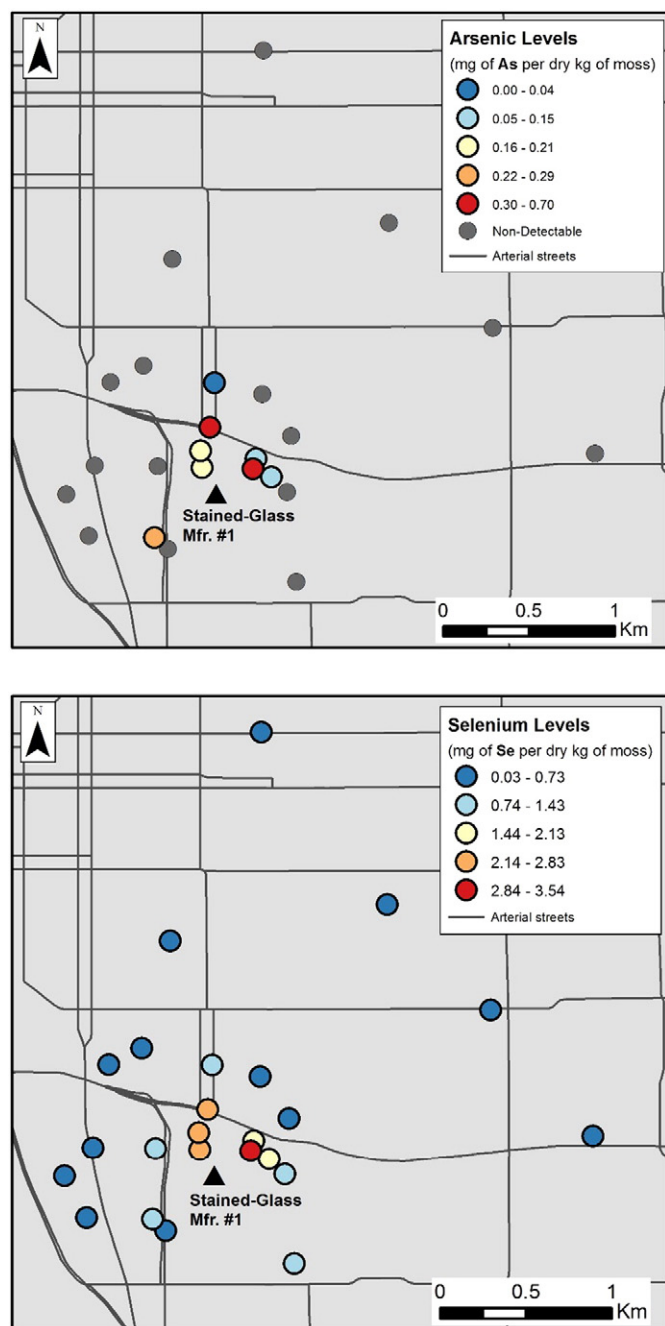 N
Arsenic Levels
(mg of As per dry kg of moss)
0.00 - 0.04
0.05 - 0.15
0.16 - 0.21
0.22 - 0.29
0.30 - 0.70
Non-Detectable
Arterial streets
Stained-Glass
Mfr. #1
0 0.5 1
Km
N
Selenium Levels
(mg of Se per dry kg of moss)
0.03 - 0.73
0.74 - 1.43
1.44 - 2.13
2.14 - 2.83
2.84 - 3.54
Arterial streets
Stained-Glass
Mfr. #1
0 0.5 1
Km